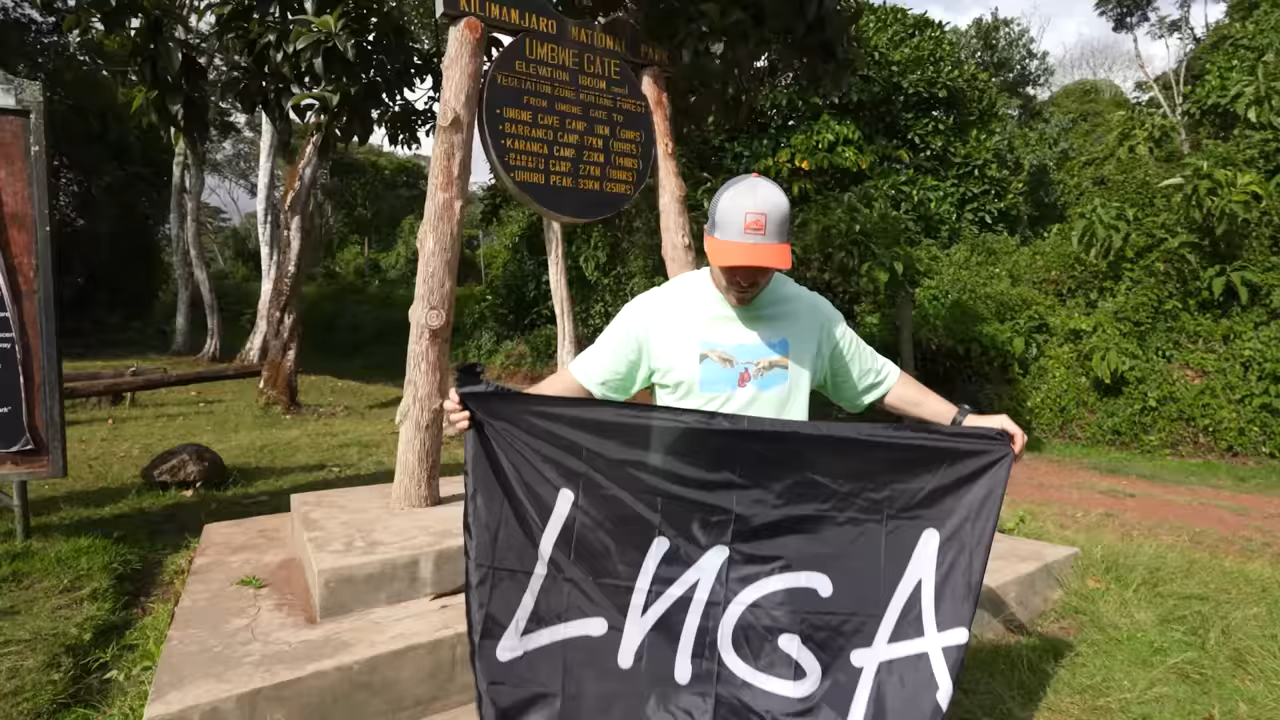 KILIMANJARO NATIONAL PARK
UMBWE GATE
ELEVATION 1800M amsl
VEGETATION ZONE MONTANE FOREST
FROM UMBWE GATE TO
• UMBWE CAVE CAMP: 11KM (6HRS)
• BARRANCO CAMP: 17KM (10HRS)
• KARANGA CAMP: 23KM (14HRS)
• BARAFU CAMP: 27KM (18HRS)
• UHURU PEAK: 33KM (25HRS)
LNGA